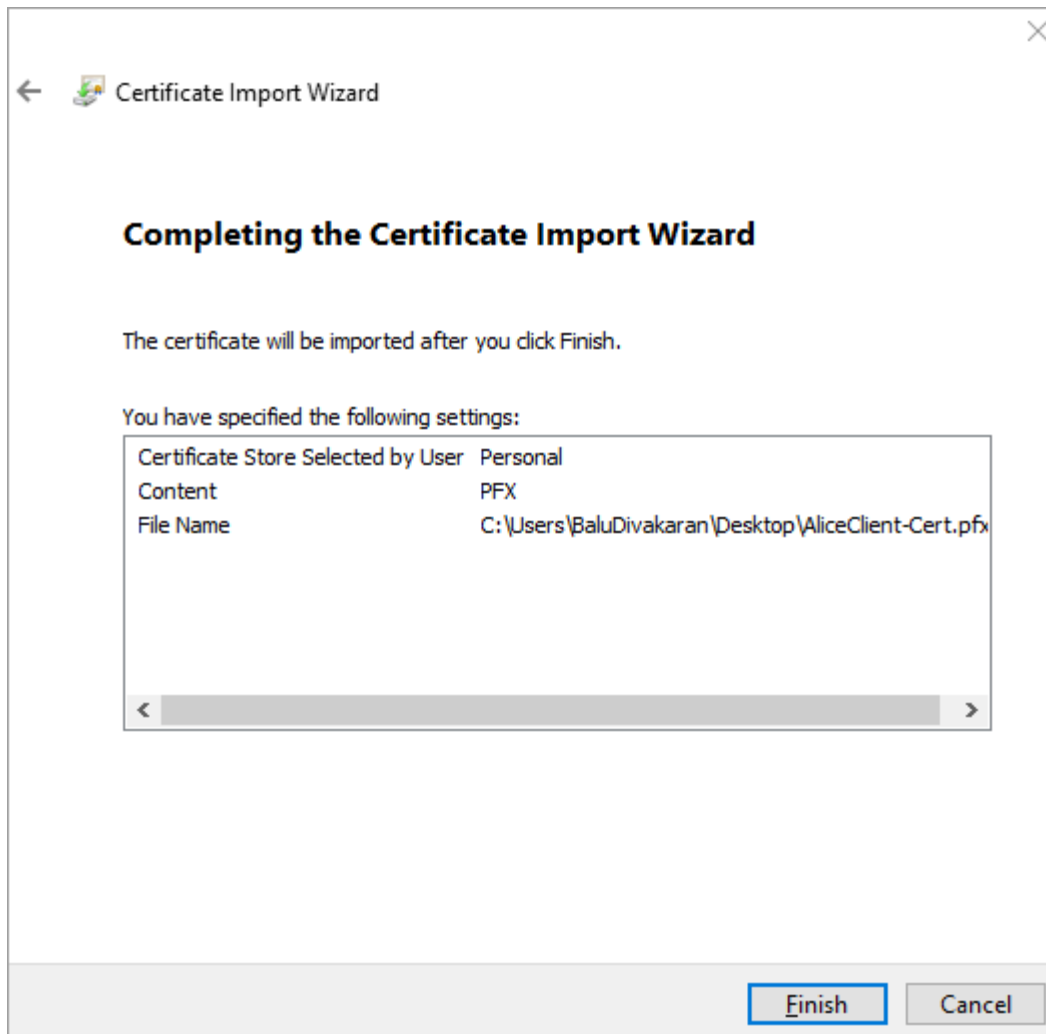 Certificate Import Wizard
Completing the Certificate Import Wizard
The certificate will be imported after you click Finish.
You have specified the following settings:
Certificate Store Selected by User Personal
Content PFX
File Name C:\Users\BaluDivakaran\Desktop\AliceClient-Cert.pfx
Finish Cancel